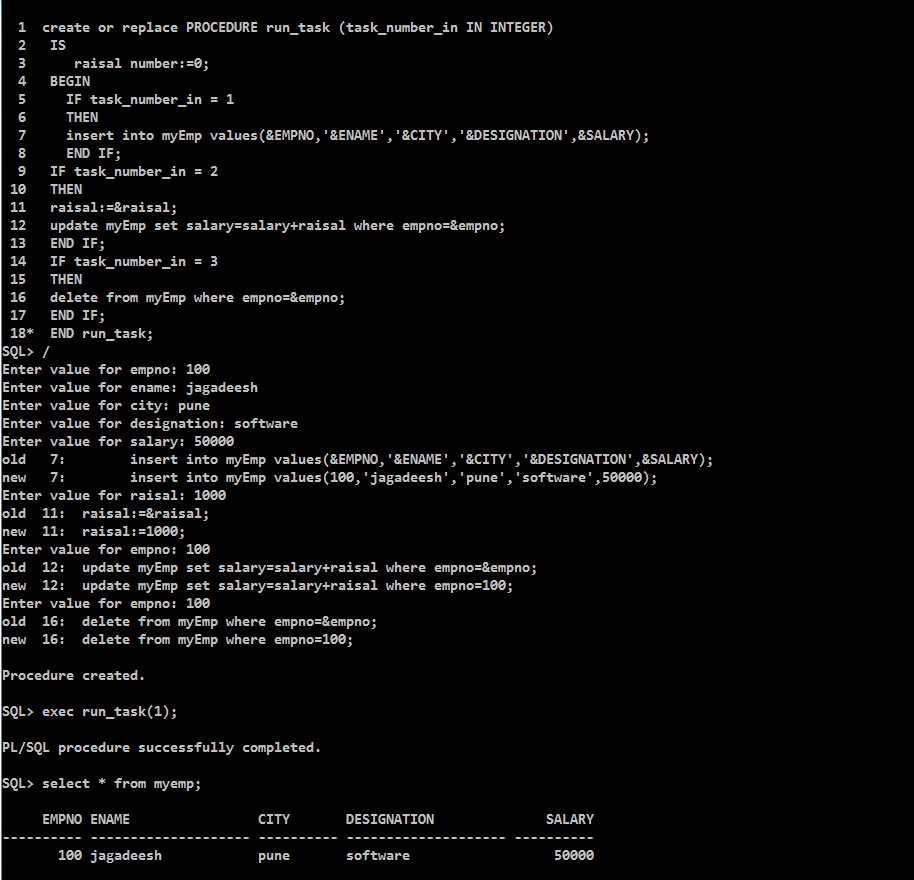 1 create or replace PROCEDURE run_task (task_number_in IN INTEGER)
2 IS
3 raisal number:=0;
4 BEGIN
5 IF task_number_in = 1
6 THEN
7 insert into myEmp values(&EMPNO,'&ENAME','&CITY','&DESIGNATION',&SALARY);
8 END IF;
9 IF task_number_in = 2
10 THEN
11 raisal:=&raisal;
12 update myEmp set salary=salary+raisal where empno=&empno;
13 END IF;
14 IF task_number_in = 3
15 THEN
16 delete from myEmp where empno=&empno;
17 END IF;
18* END run_task;
SQL> /
Enter value for empno: 100
Enter value for ename: jagadeesh
Enter value for city: pune
Enter value for designation: software
Enter value for salary: 50000
old 7: insert into myEmp values(&EMPNO,'&ENAME','&CITY','&DESIGNATION',&SALARY);
new 7: insert into myEmp values(100,'jagadeesh','pune','software',50000);
Enter value for raisal: 1000
old 11: raisal:=&raisal;
new 11: raisal:=1000;
Enter value for empno: 100
old 12: update myEmp set salary=salary+raisal where empno=&empno;
new 12: update myEmp set salary=salary+raisal where empno=100;
Enter value for empno: 100
old 16: delete from myEmp where empno=&empno;
new 16: delete from myEmp where empno=100;
Procedure created.
SQL> exec run_task(1);
PL/SQL procedure successfully completed.
SQL> select * from myemp;
EMPNO ENAME CITY DESIGNATION SALARY
---------- -------------------- ---------- -------------------- ----------
100 jagadeesh pune software 50000